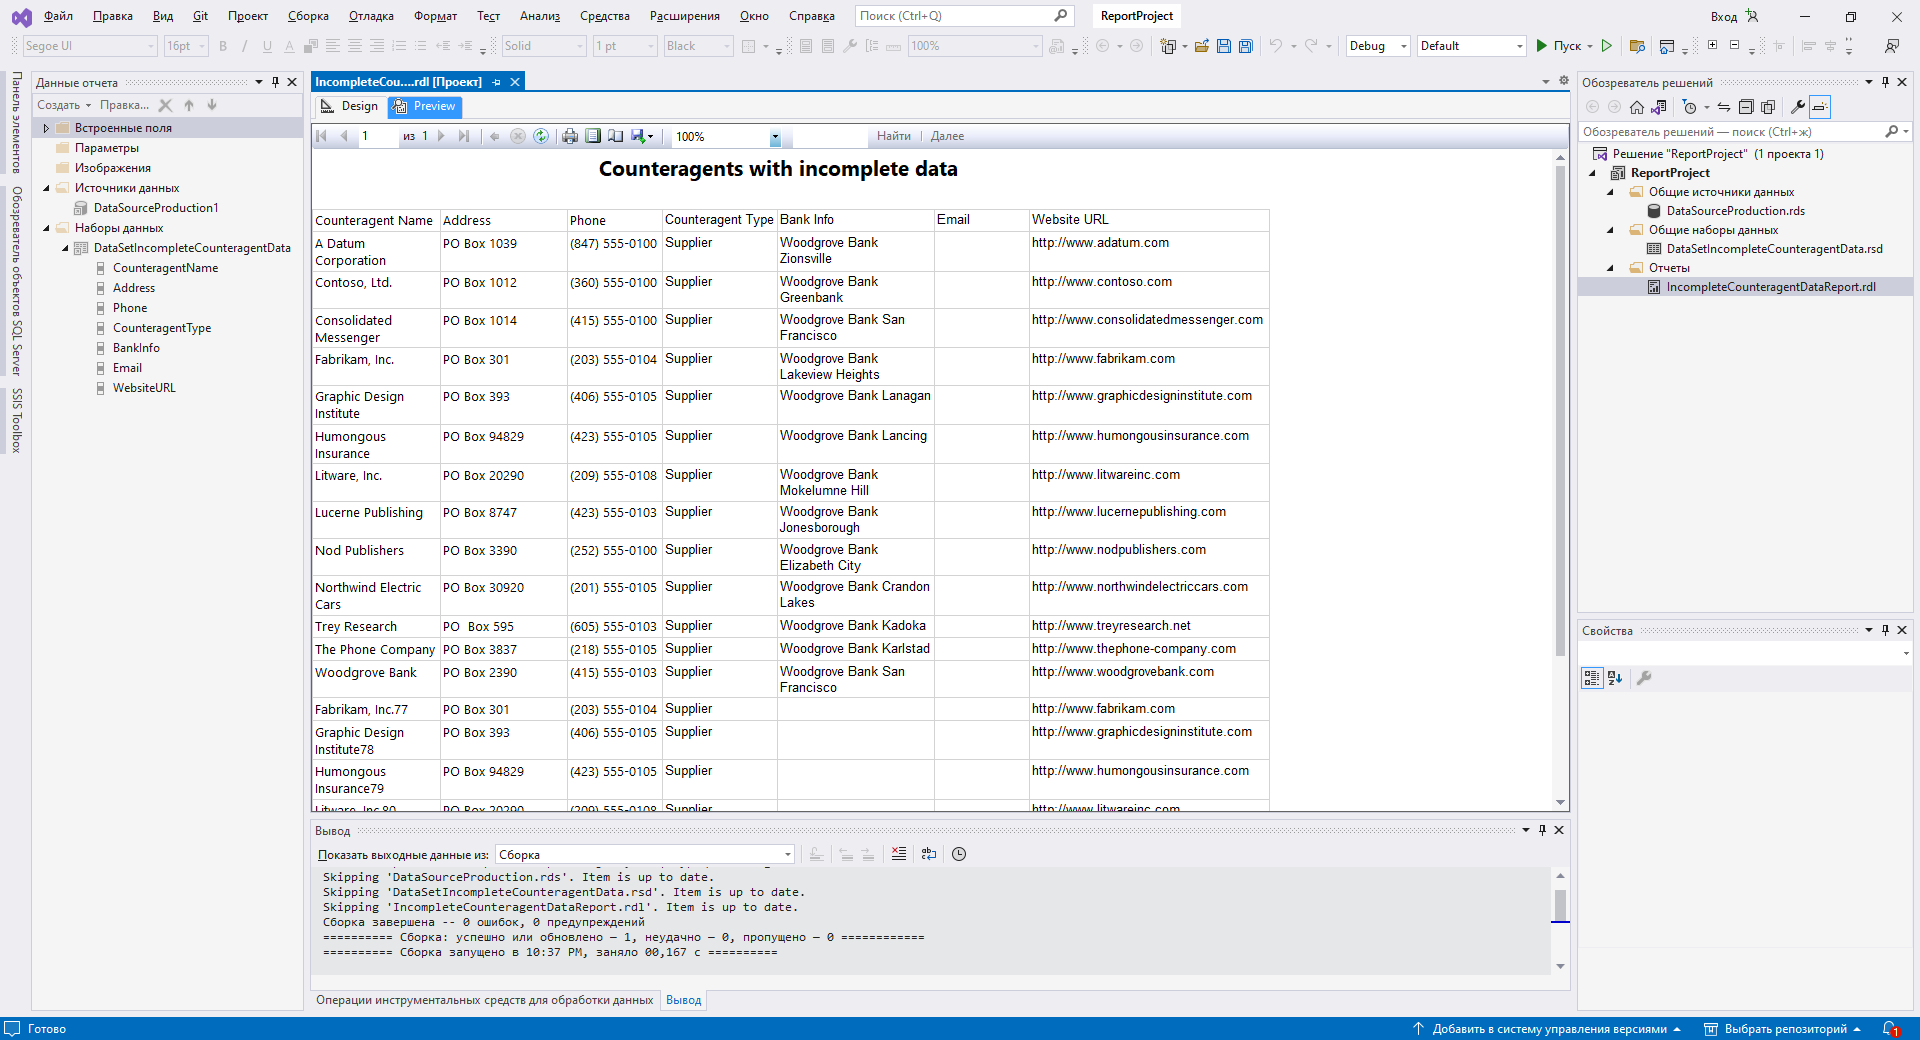 Файл Правка Вид Git Проект Сборка Отладка Формат Тест Анализ Средства Расширения Окно Справка Поиск (Ctrl+Q) ReportProject Вход
Segoe UI 16pt Solid 1 pt Black 100% Debug Default Пуск
Панель элементов
Обозреватель объектов SQL Server
SSIS Toolbox
Данные отчета
Создать Правка...
Встроенные поля
Параметры
Изображения
Источники данных
DataSourceProduction1
Наборы данных
DataSetIncompleteCounteragentData
CounteragentName
Address
Phone
CounteragentType
BankInfo
Email
WebsiteURL
IncompleteCou....rdl [Проект]
Design Preview
1 из 1 100% Найти Далее
Counteragents with incomplete data
Counteragent Name Address Phone Counteragent Type Bank Info Email Website URL
A Datum Corporation PO Box 1039 (847) 555-0100 Supplier Woodgrove Bank Zionsville http://www.adatum.com
Contoso, Ltd. PO Box 1012 (360) 555-0100 Supplier Woodgrove Bank Greenbank http://www.contoso.com
Consolidated Messenger PO Box 1014 (415) 555-0100 Supplier Woodgrove Bank San Francisco http://www.consolidatedmessenger.com
Fabrikam, Inc. PO Box 301 (203) 555-0104 Supplier Woodgrove Bank Lakeview Heights http://www.fabrikam.com
Graphic Design Institute PO Box 393 (406) 555-0105 Supplier Woodgrove Bank Lanagan http://www.graphicdesigninstitute.com
Humongous Insurance PO Box 94829 (423) 555-0105 Supplier Woodgrove Bank Lancing http://www.humongousinsurance.com
Litware, Inc. PO Box 20290 (209) 555-0108 Supplier Woodgrove Bank Mokelumne Hill http://www.litwareinc.com
Lucerne Publishing PO Box 8747 (423) 555-0103 Supplier Woodgrove Bank Jonesborough http://www.lucernepublishing.com
Nod Publishers PO Box 3390 (252) 555-0100 Supplier Woodgrove Bank Elizabeth City http://www.nodpublishers.com
Northwind Electric Cars PO Box 30920 (201) 555-0105 Supplier Woodgrove Bank Crandon Lakes http://www.northwindelectriccars.com
Trey Research PO  Box 595 (605) 555-0103 Supplier Woodgrove Bank Kadoka http://www.treyresearch.net
The Phone Company PO Box 3837 (218) 555-0105 Supplier Woodgrove Bank Karlstad http://www.thephone-company.com
Woodgrove Bank PO Box 2390 (415) 555-0103 Supplier Woodgrove Bank San Francisco http://www.woodgrovebank.com
Fabrikam, Inc.77 PO Box 301 (203) 555-0104 Supplier http://www.fabrikam.com
Graphic Design Institute78 PO Box 393 (406) 555-0105 Supplier http://www.graphicdesigninstitute.com
Humongous Insurance79 PO Box 94829 (423) 555-0105 Supplier http://www.humongousinsurance.com
Litware, Inc.80 PO Box 20290 (209) 555-0108 Supplier http://www.litwareinc.com
Вывод
Показать выходные данные из: Сборка
Skipping 'DataSourceProduction.rds'. Item is up to date.
Skipping 'DataSetIncompleteCounteragentData.rsd'. Item is up to date.
Skipping 'IncompleteCounteragentDataReport.rdl'. Item is up to date.
Сборка завершена -- 0 ошибок, 0 предупреждений
========== Сборка: успешно или обновлено — 1, неудачно — 0, пропущено — 0 ============
========== Сборка запущено в 10:37 PM, заняло 00,167 с ==========
Операции инструментальных средств для обработки данных Вывод
Обозреватель решений
Обозреватель решений — поиск (Ctrl+ж)
Решение "ReportProject" (1 проекта 1)
ReportProject
Общие источники данных
DataSourceProduction.rds
Общие наборы данных
DataSetIncompleteCounteragentData.rsd
Отчеты
IncompleteCounteragentDataReport.rdl
Свойства
Готово Добавить в систему управления версиями Выбрать репозиторий 1